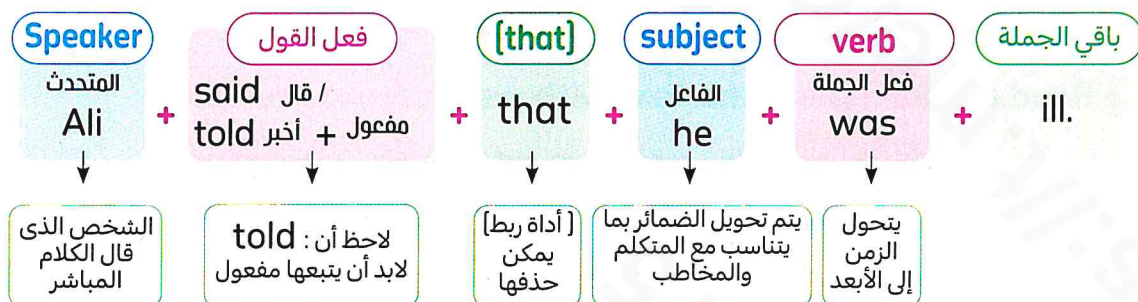 Speaker
المتحدث
Ali
+
فعل القول
said قال /
told أخبر + مفعول
+
(that)
that
+
subject
الفاعل
he
+
verb
فعل الجملة
was
+
باقي الجملة
ill.
الشخص الذى
قال الكلام
المباشر
لاحظ أن : told
لابد أن يتبعها مفعول
[ أداة ربط]
يمكن
حذفها
يتم تحويل الضمائر بما
يتناسب مع المتكلم
والمخاطب
يتحول
الزمن
إلى الأبعد